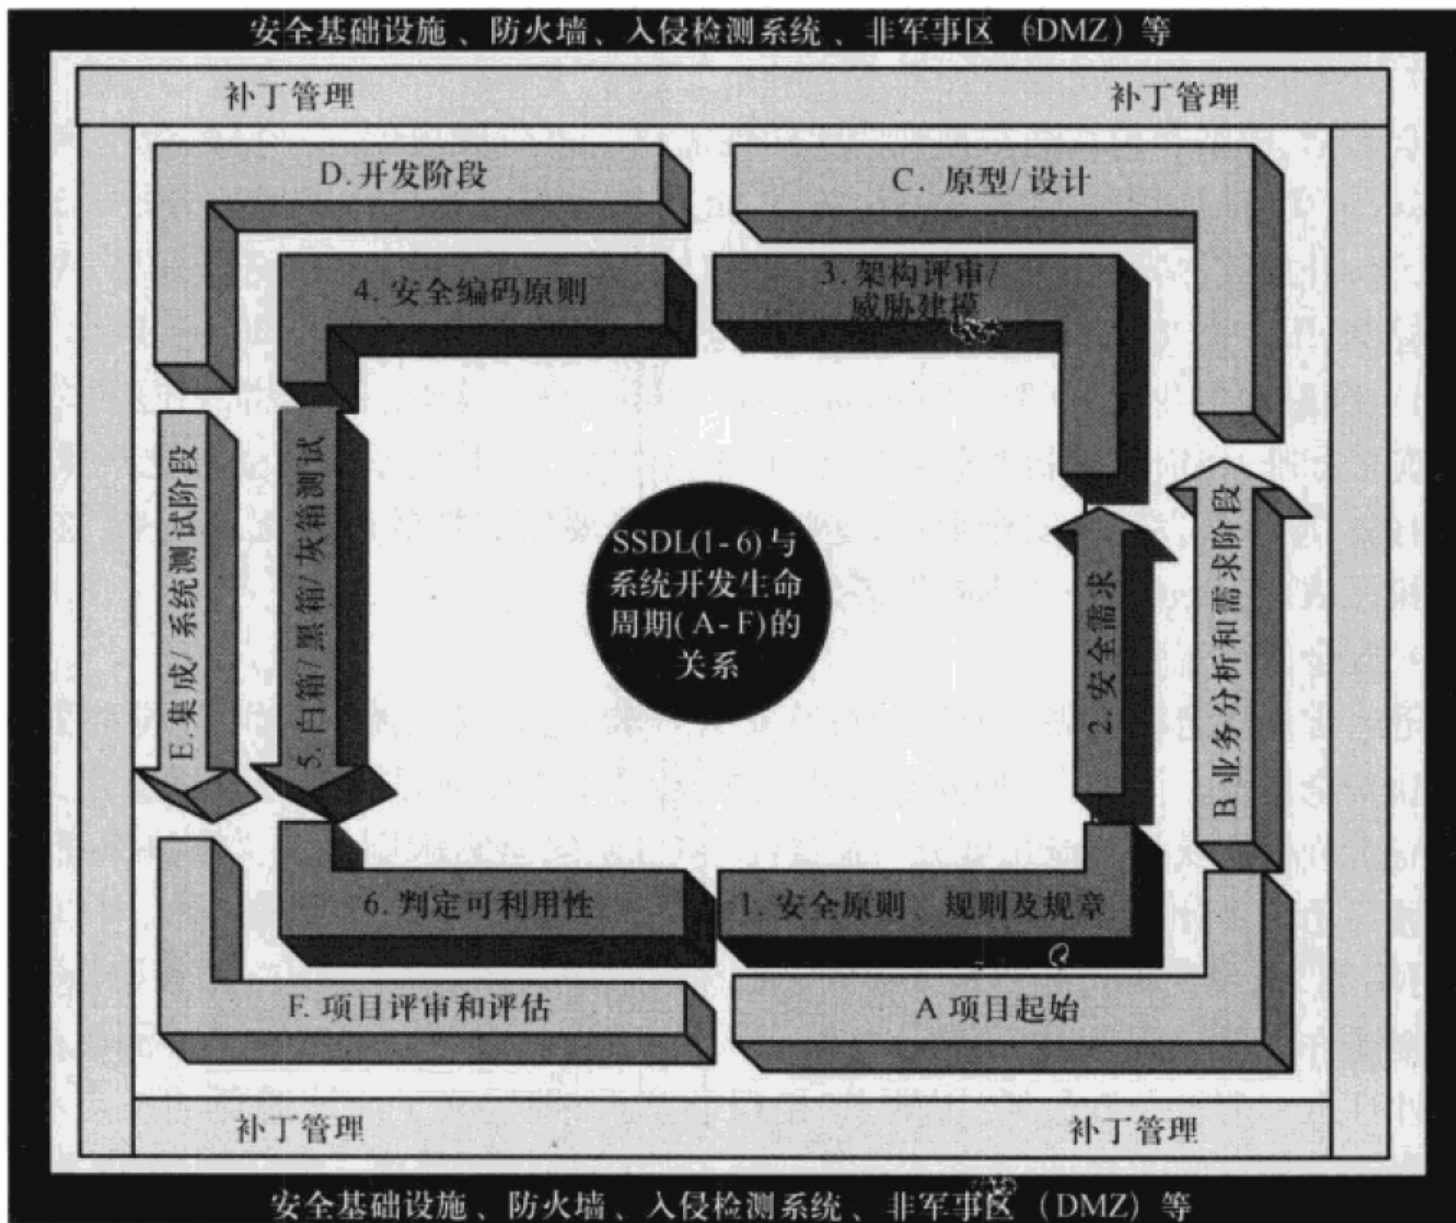 安全基础设施、防火墙、入侵检测系统、非军事区 (DMZ) 等
补丁管理
补丁管理
D. 开发阶段
C. 原型/设计
4. 安全编码原则
3. 架构评审/
威胁建模
E. 集成/系统测试阶段
5. 白箱/黑箱/灰箱测试
SSDL(1-6)与
系统开发生命
周期(A-F)的
关系
2. 安全需求
B 业务分析和需求阶段
6. 判定可利用性
1. 安全原则、规则及规章
F. 项目评审和评估
A 项目起始
补丁管理
补丁管理
安全基础设施、防火墙、入侵检测系统、非军事区 (DMZ) 等